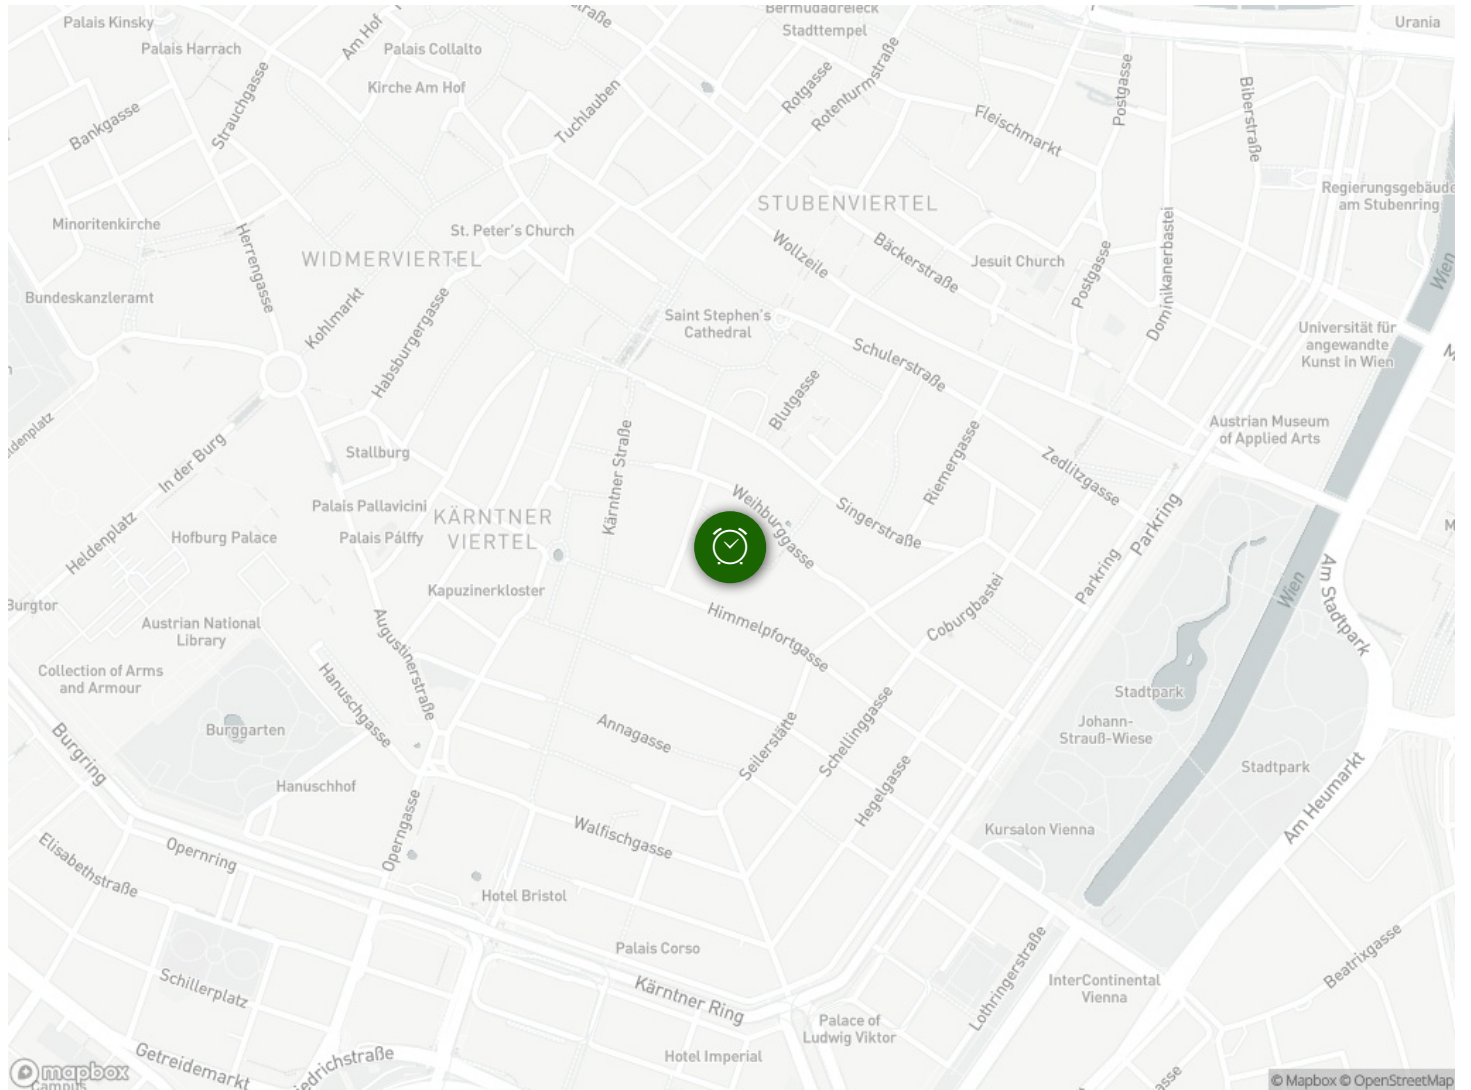 Bermudadreieck
Palais Kinsky
Urania
Stadttempel
Am Hof
Palais Harrach
Palais Collalto
Kirche Am Hof
Strauchgasse
Bankgasse
Tuchlauben
Rotgasse
Rotenturmstraße
Postgasse
Biberstraße
Fleischmarkt
STUBENVIERTEL
Regierungsgebäude
am Stubenring
Minoritenkirche
St. Peter's Church
WIDMERVIERTEL
Herrengasse
Wollzeile
Bäckerstraße
Jesuit Church
Postgasse
Dominikanerbastei
Wien
Bundeskanzleramt
Kohlmarkt
Habsburgergasse
Saint Stephen's
Cathedral
Schulerstraße
Universität für
angewandte
Kunst in Wien
Blutgasse
Austrian Museum
of Applied Arts
In der Burg
Stallburg
Kärntner Straße
Riemergasse
Zedlitzgasse
Palais Pallavicini
KÄRNTNER
VIERTEL
Weihburggasse
Singerstraße
Parkring
Heldenplatz
Hofburg Palace
Palais Pálffy
Parkring
Am Stadtpark
Wien
Kapuzinerkloster
Burgtor
Austrian National
Library
Augustinerstraße
Himmelpfortgasse
Coburgbastei
Collection of Arms
and Armour
Hanuschgasse
Stadtpark
Burggarten
Annagasse
Seilerstätte
Schellinggasse
Johann-
Strauß-Wiese
Burgring
Hegelgasse
Stadtpark
Hanuschhof
Am Heumarkt
Operngasse
Walfischgasse
Kursalon Vienna
Opernring
Elisabethstraße
Hotel Bristol
Palais Corso
Lothringerstraße
Beatrixgasse
Schillerplatz
Kärntner Ring
InterContinental
Vienna
Palace of
Ludwig Viktor
Getreidemarkt
Hotel Imperial
mapbox
Campus
© Mapbox © OpenStreetMap